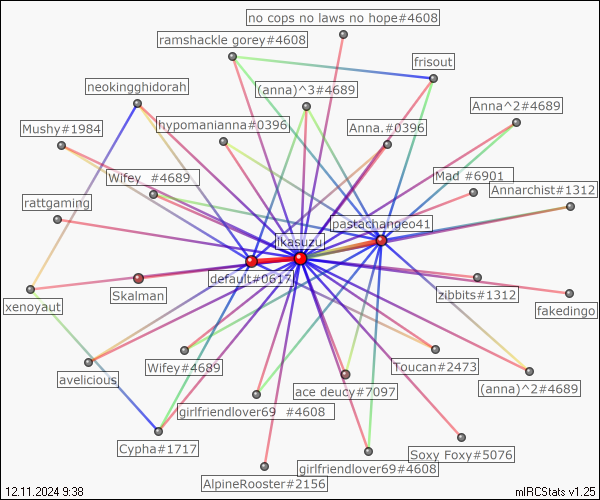 no cops no laws no hope#4608
ramshackle gorey#4608
frisout
neokingghidorah
(anna)^3#4689
Anna^2#4689
Mushy#1984
hypomanianna#0396
Anna.#0396
Wifey_ #4689
Mad #6901
Annarchist#1312
rattgaming
pastachangeo41
ikasuzu
default#0617
Skalman
zibbits#1312
xenoyaut
fakedingo
Wifey#4689
Toucan#2473
avelicious
ace deucy#7097
(anna)^2#4689
girlfriendlover69 #4608
Cypha#1717
Soxy Foxy#5076
girlfriendlover69#4608
AlpineRooster#2156
12.11.2024 9:38
mIRCStats v1.25